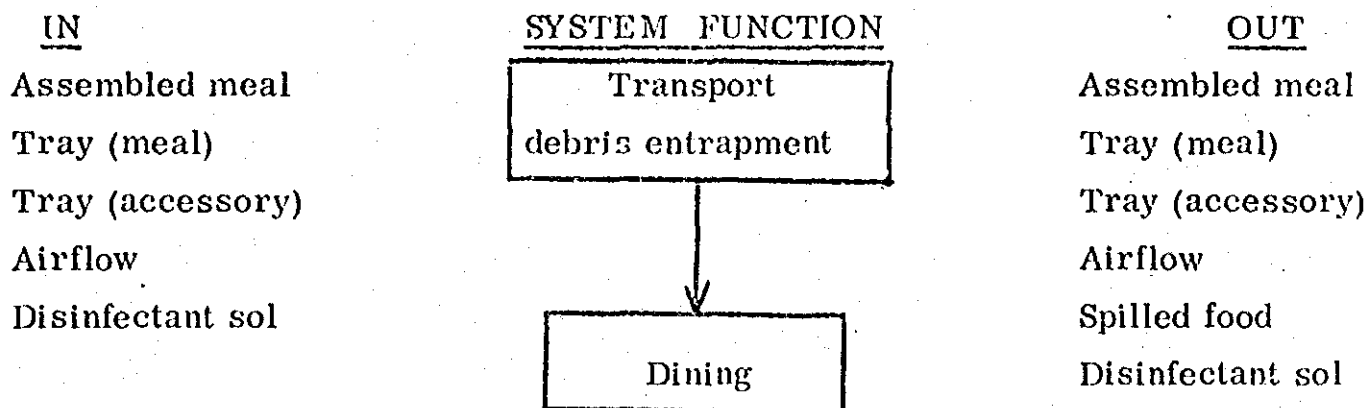 IN SYSTEM FUNCTION OUT
Assembled meal Transport Assembled meal
Tray (meal) debris entrapment Tray (meal)
Tray (accessory) Tray (accessory)
Airflow Airflow
Disinfectant sol Spilled food
Dining Disinfectant sol